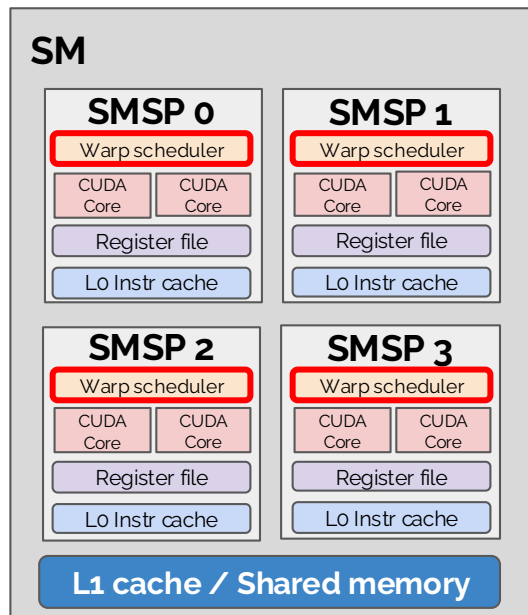 SM
SMSP 0
Warp scheduler
CUDA
Core
CUDA
Core
Register file
L0 Instr cache
SMSP 1
Warp scheduler
CUDA
Core
CUDA
Core
Register file
L0 Instr cache
SMSP 2
Warp scheduler
CUDA
Core
CUDA
Core
Register file
L0 Instr cache
SMSP 3
Warp scheduler
CUDA
Core
CUDA
Core
Register file
L0 Instr cache
L1 cache / Shared memory